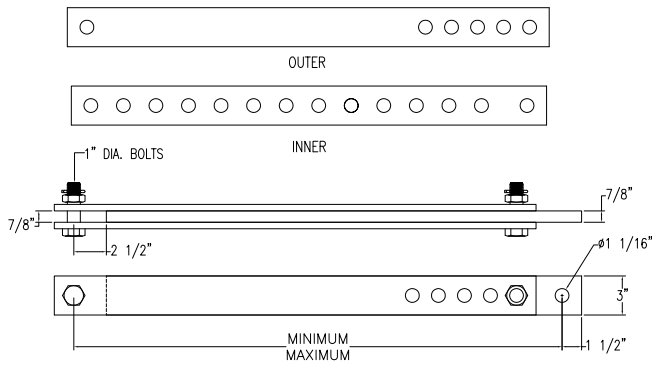 OUTER
INNER
1" DIA. BOLTS
7/8"
7/8"
2 1/2"
ø1 1/16"
3"
MINIMUM
MAXIMUM
1 1/2"